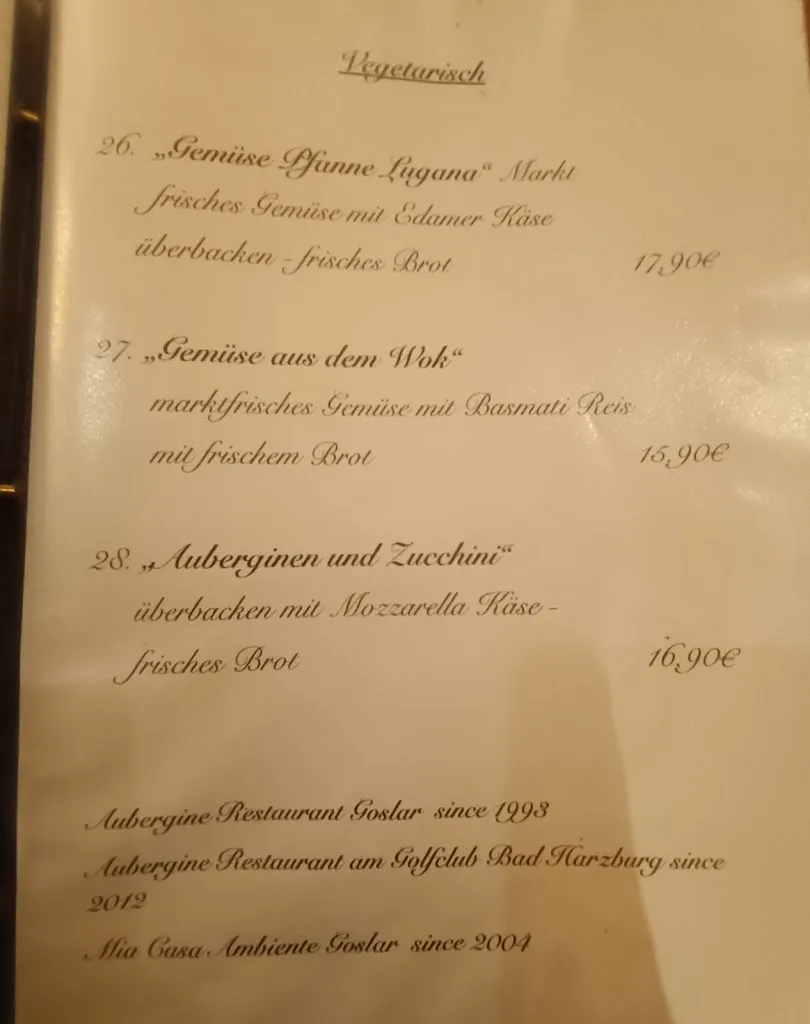 Vegetarisch
26. „Gemüse Pfanne Lugana“ Markt
frisches Gemüse mit Edamer Käse
überbacken - frisches Brot 17,90€
27. „Gemüse aus dem Wok“
marktfrisches Gemüse mit Basmati Reis
mit frischem Brot 15,90€
28. „Auberginen und Zucchini“
überbacken mit Mozzarella Käse -
frisches Brot 16,90€
Aubergine Restaurant Goslar since 1993
Aubergine Restaurant am Golfclub Bad Harzburg since
2012
Mia Casa Ambiente Goslar since 2004